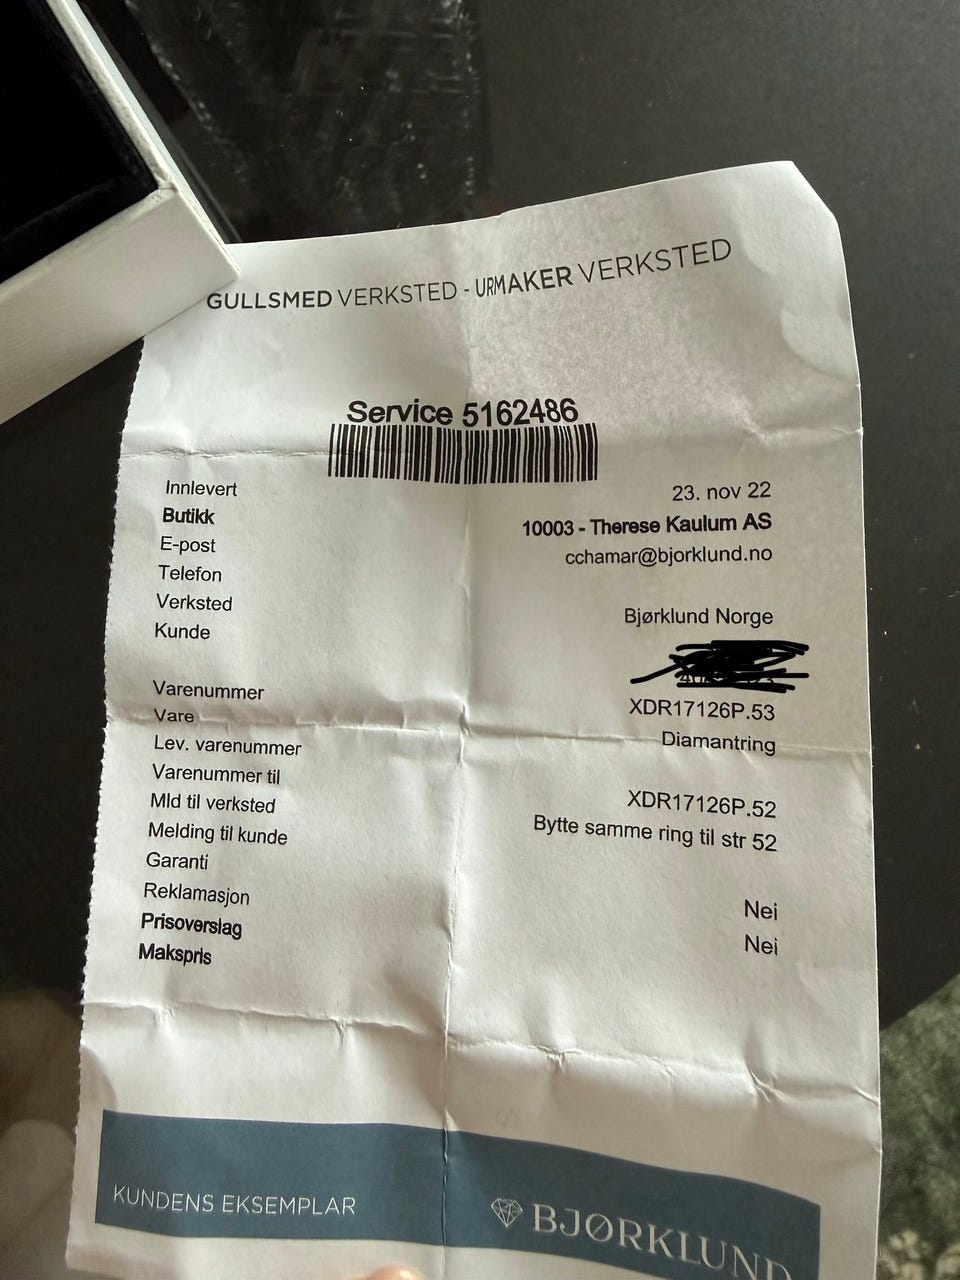 GULLSMED VERKSTED - URMAKER VERKSTED
Service 5162486
Innlevert 23. nov 22
Butikk 10003 - Therese Kaulum AS
E-post cchamar@bjorklund.no
Telefon
Verksted Bjørklund Norge
Kunde
Varenummer XDR17126P.53
Vare Diamantring
Lev. varenummer
Varenummer til XDR17126P.52
Mld til verksted Bytte samme ring til str 52
Melding til kunde
Garanti Nei
Reklamasjon Nei
Prisoverslag
Makspris
KUNDENS EKSEMPLAR
BJØRKLUND